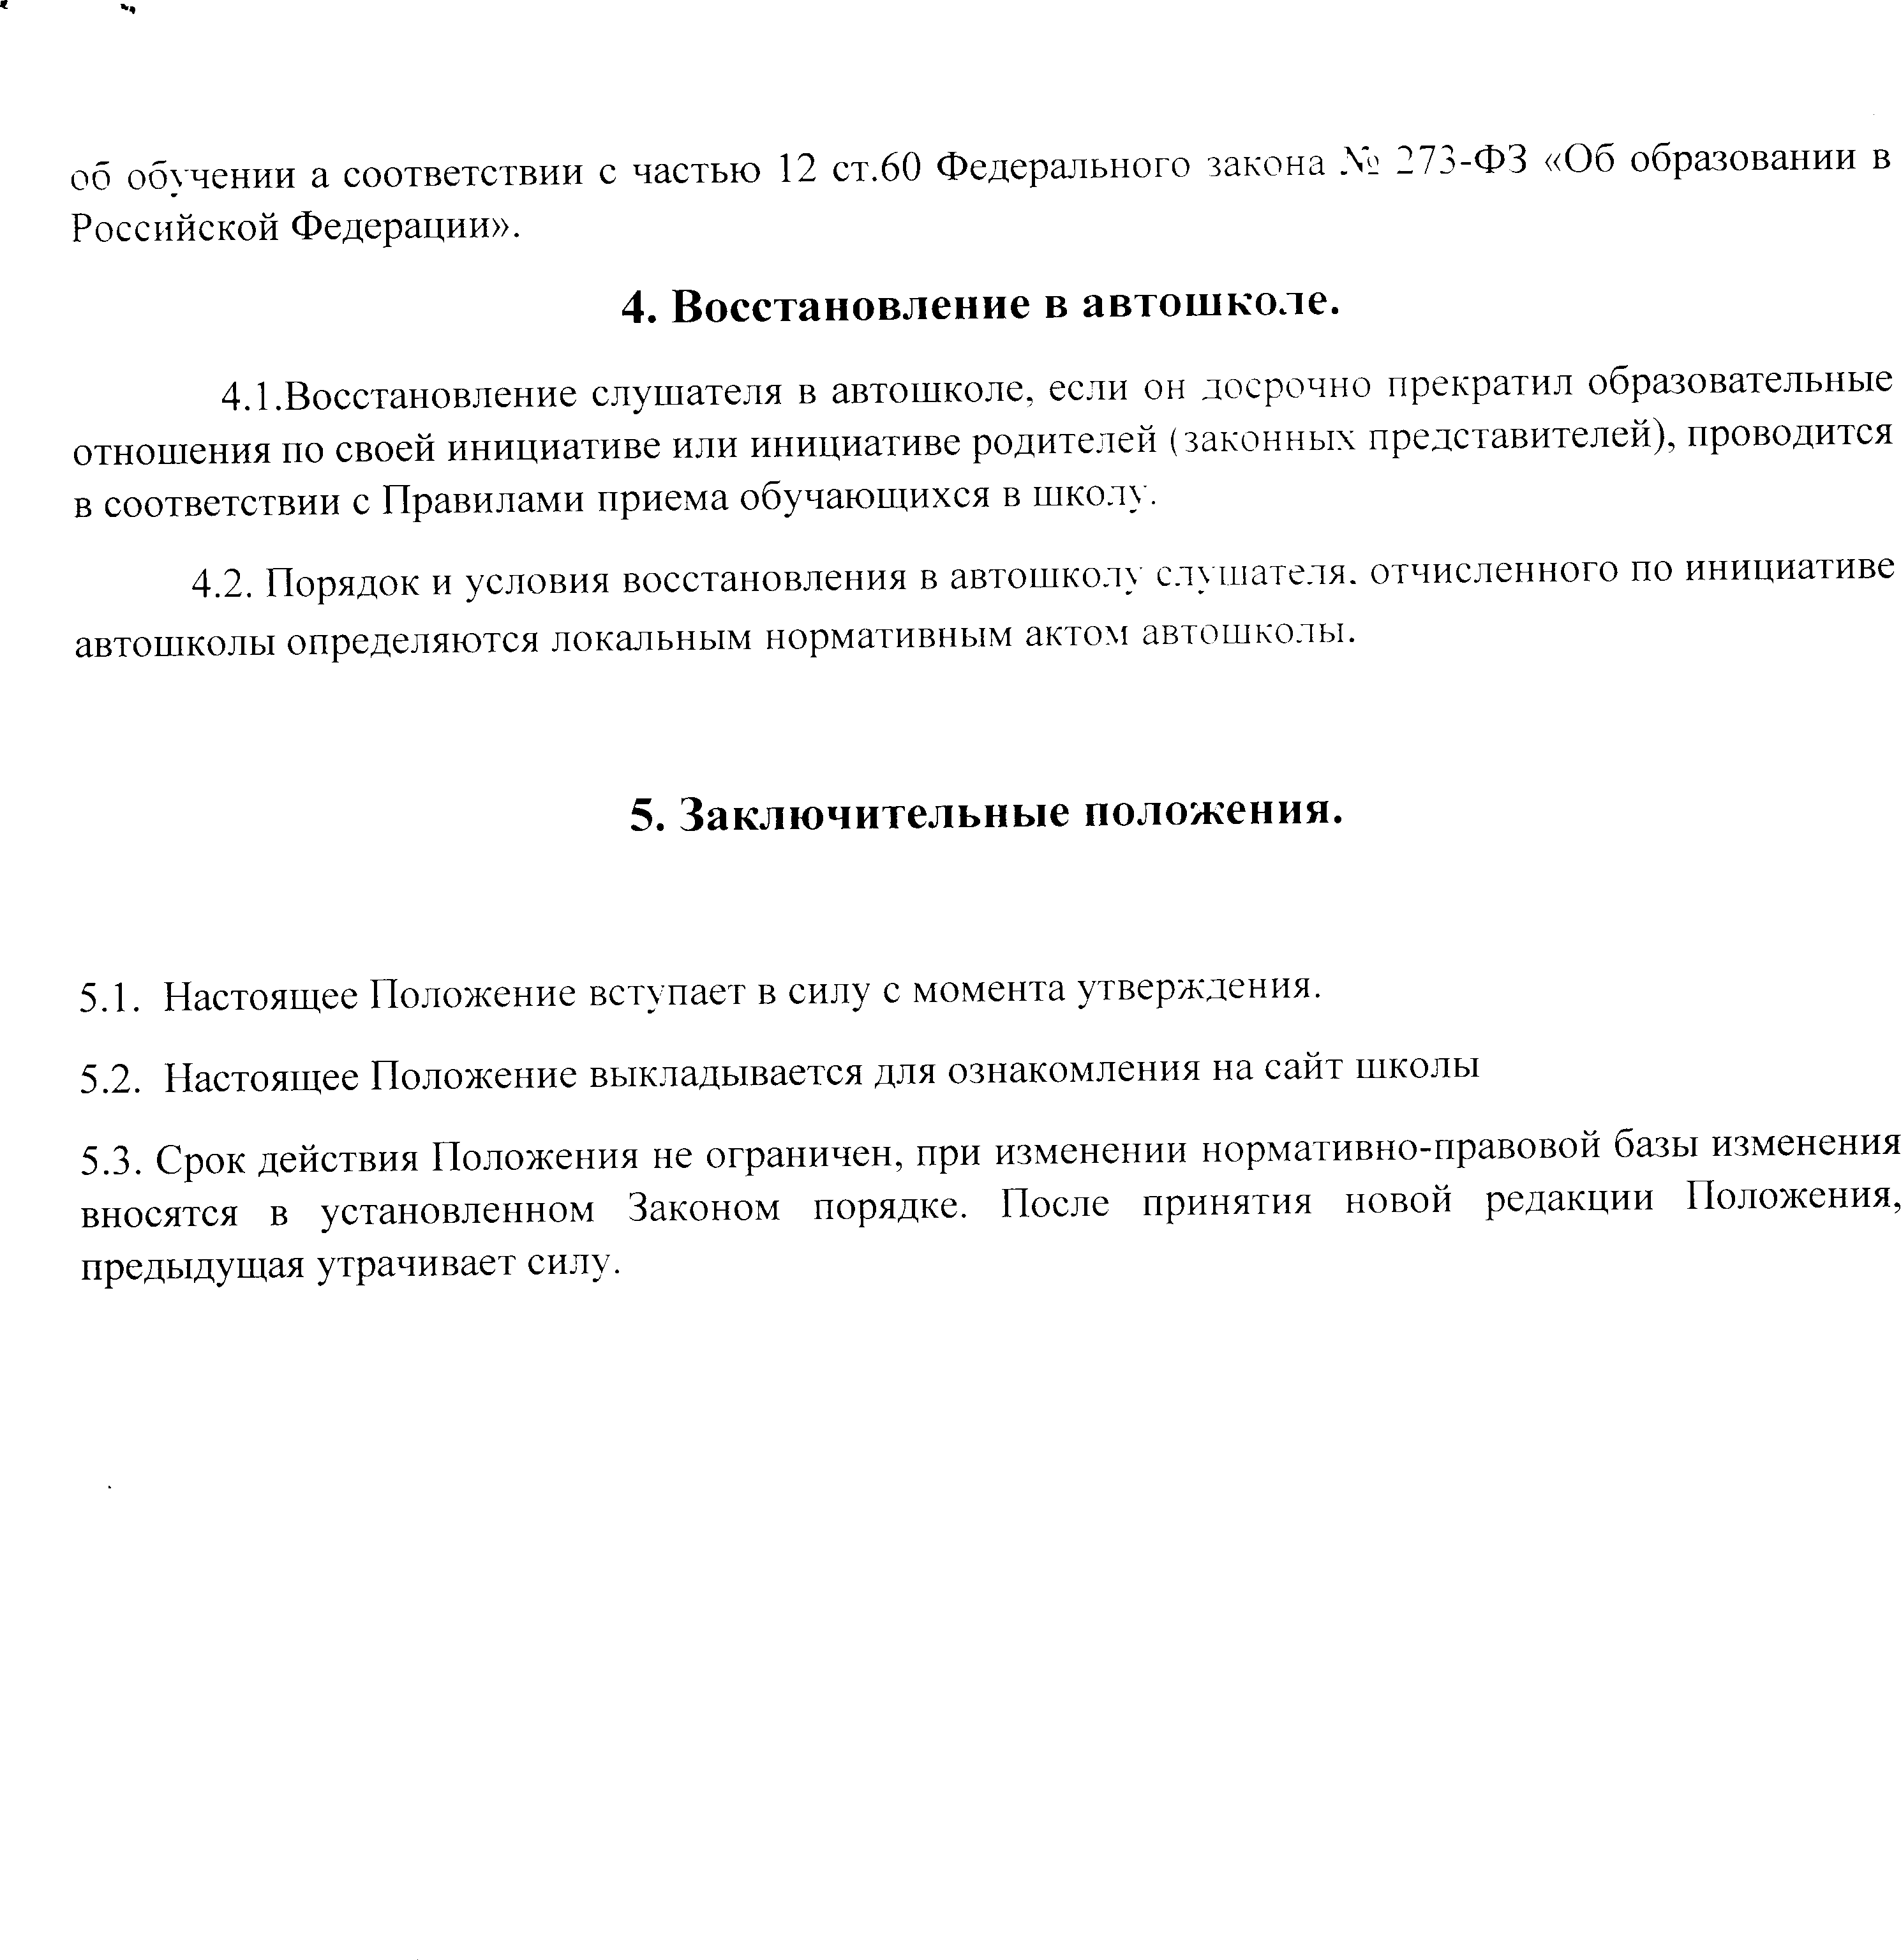 об обучении а соответствии с частью 12 ст.60 Федерального закона № 273-ФЗ «Об образовании в
Российской Федерации».
4. Восстановление в автошколе.
4.1.Восстановление слушателя в автошколе, если он досрочно прекратил образовательные
отношения по своей инициативе или инициативе родителей (законных представителей), проводится
в соответствии с Правилами приема обучающихся в школу.
4.2. Порядок и условия восстановления в автошколу слушателя, отчисленного по инициативе
автошколы определяются локальным нормативным актом автошколы.
5. Заключительные положения.
5.1. Настоящее Положение вступает в силу с момента утверждения.
5.2. Настоящее Положение выкладывается для ознакомления на сайт школы
5.3. Срок действия Положения не ограничен, при изменении нормативно-правовой базы изменения
вносятся в установленном Законом порядке. После принятия новой редакции Положения,
предыдущая утрачивает силу.